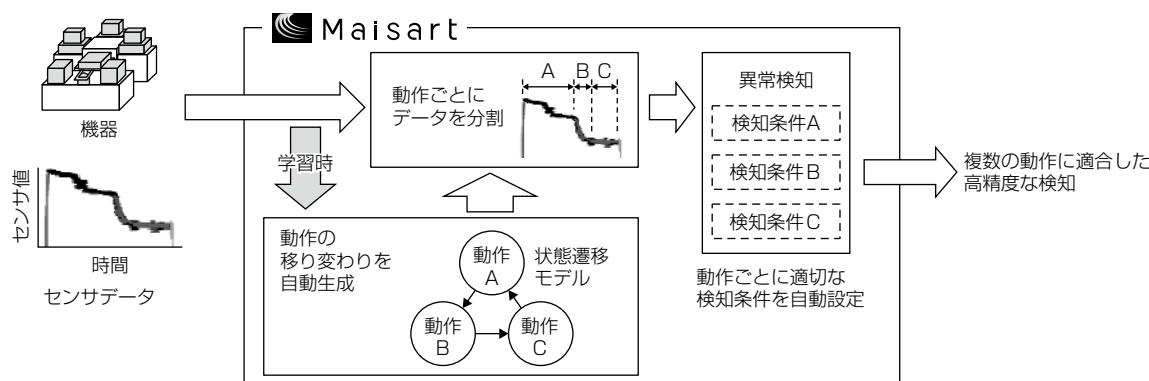 Maisart
機器
センサ値
時間
センサデータ
学習時
動作ごとに
データを分割
A B C
動作の
移り変わりを
自動生成
状態遷移
モデル
動作
A
動作
B
動作
C
異常検知
検知条件A
検知条件B
検知条件C
動作ごとに適切な
検知条件を自動設定
複数の動作に適合した
高精度な検知